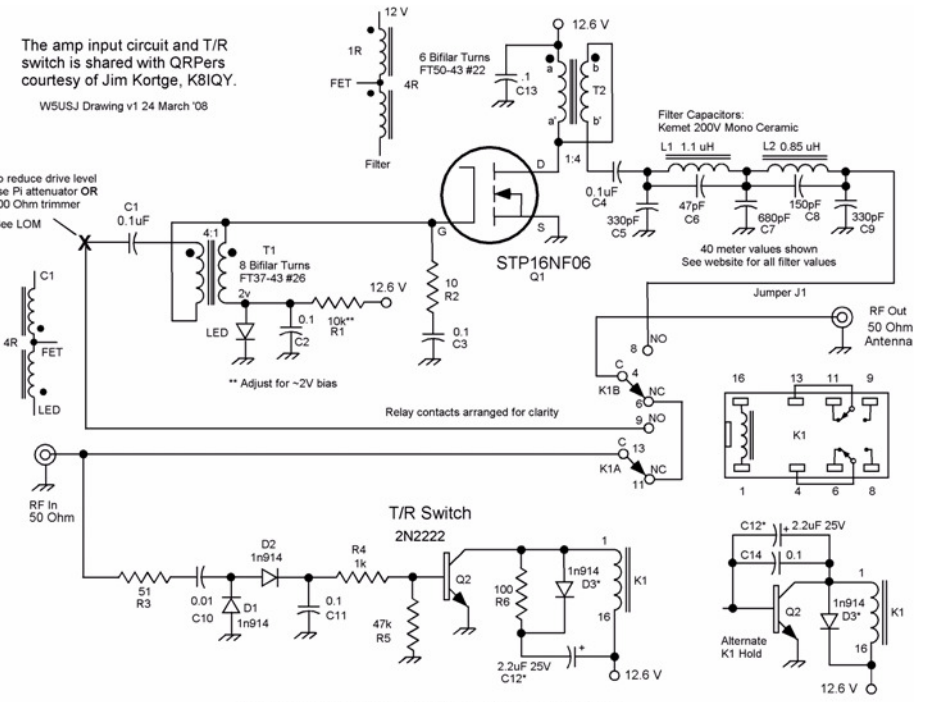 The amp input circuit and T/R
switch is shared with QRPers
courtesy of Jim Kortge, K8IQY.
W5USJ Drawing v1 24 March '08
12 V
1R
FET
4R
Filter
12.6 V
6 Bifilar Turns
FT50-43 #22
.1
C13
a
b
T2
a'
b'
1:4
Filter Capacitors:
Kemet 200V Mono Ceramic
L1 1.1 uH
L2 0.85 uH
0.1uF
C4
330pF
C5
47pF
C6
680pF
C7
150pF
C8
330pF
C9
40 meter values shown
See website for all filter values
Jumper J1
reduce drive level
Pi attenuator OR
Ohm trimmer
LOM
C1
0.1uF
4:1
T1
8 Bifilar Turns
FT37-43 #26
2v
12.6 V
LED
0.1
C2
10k**
R1
** Adjust for ~2V bias
10
R2
0.1
C3
G
D
S
STP16NF06
Q1
C1
4R
FET
LED
RF Out
50 Ohm
Antenna
8
NO
C
4
K1B
NC
6
9
NO
Relay contacts arranged for clarity
C
13
K1A
NC
11
16
13
11
9
K1
1
4
6
8
RF In
50 Ohm
T/R Switch
2N2222
51
R3
0.01
C10
D1
1n914
D2
1n914
0.1
C11
R4
1k
47k
R5
Q2
100
R6
1n914
D3*
1
K1
16
2.2uF 25V
C12*
+
12.6 V
C12*
+
2.2uF 25V
C14
0.1
Q2
1n914
D3*
1
K1
16
Alternate
K1 Hold
12.6 V